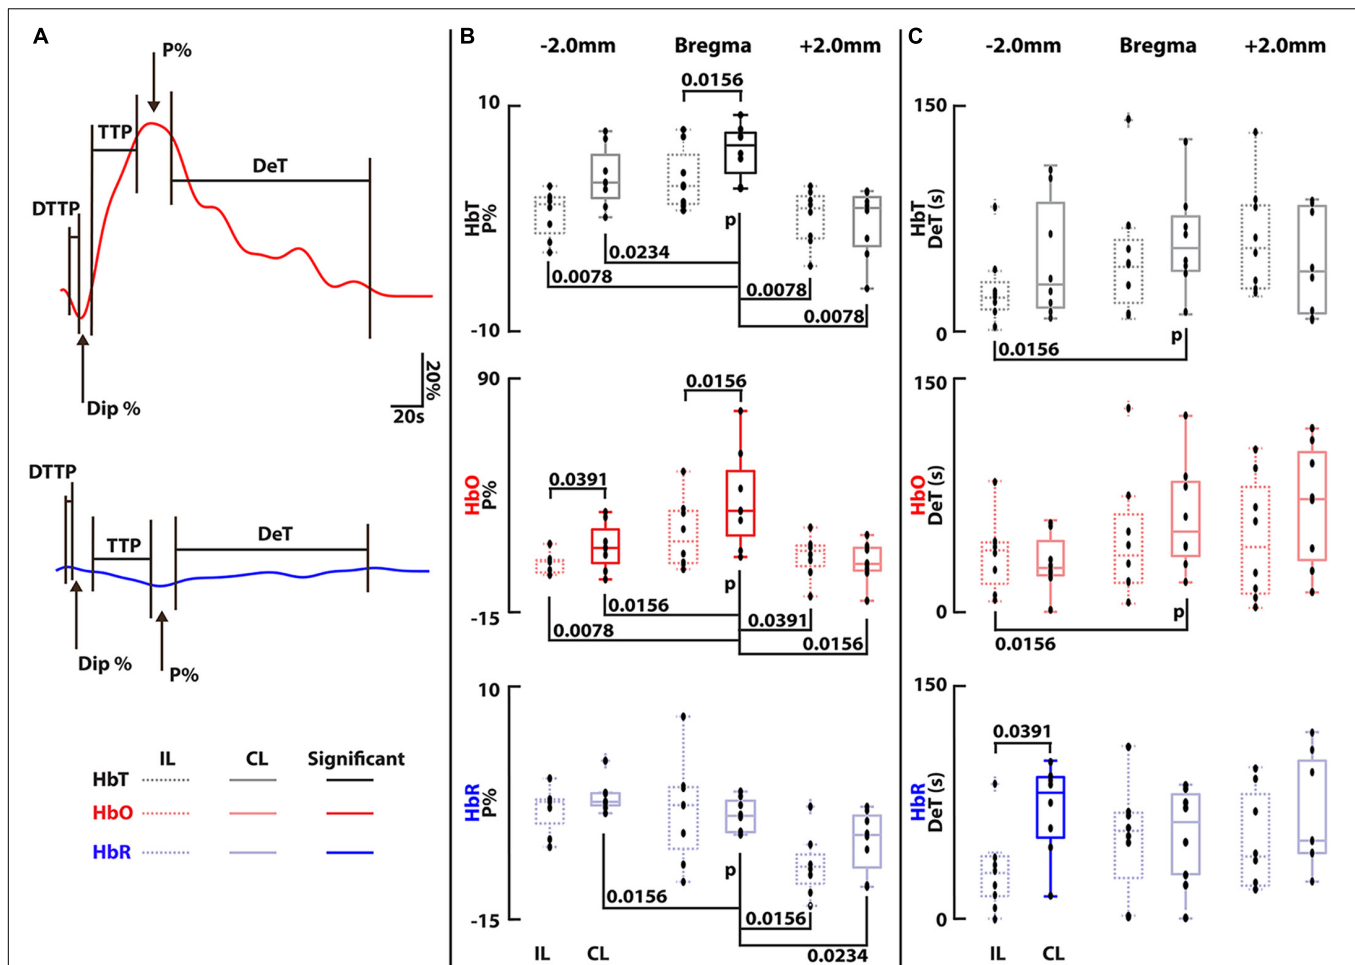 A
P%
TTP
DeT
DTTP
Dip %
20%
20s
DTTP
TTP
DeT
Dip %
P%
IL CL Significant
HbT
HbO
HbR
B
-2.0mm Bregma +2.0mm
HbT
P%
10
-10
0.0156
p
0.0234
0.0078
0.0078
0.0078
HbO
P%
90
-15
0.0156
0.0391
p
0.0156
0.0078
0.0391
0.0156
HbR
P%
10
-15
p
0.0156
0.0156
0.0234
IL CL
C
-2.0mm Bregma +2.0mm
HbT
DeT (s)
150
0
p
0.0156
HbO
DeT (s)
150
0
p
0.0156
HbR
DeT (s)
150
0
0.0391
IL CL